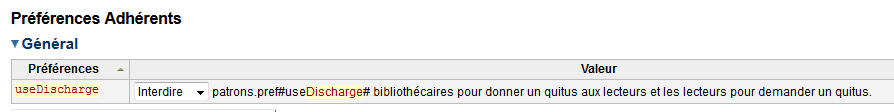 Préférences Adhérents
Général
Préférences Valeur
useDischarge Interdire patrons.pref#useDischarge# bibliothécaires pour donner un quitus aux lecteurs et les lecteurs pour demander un quitus.